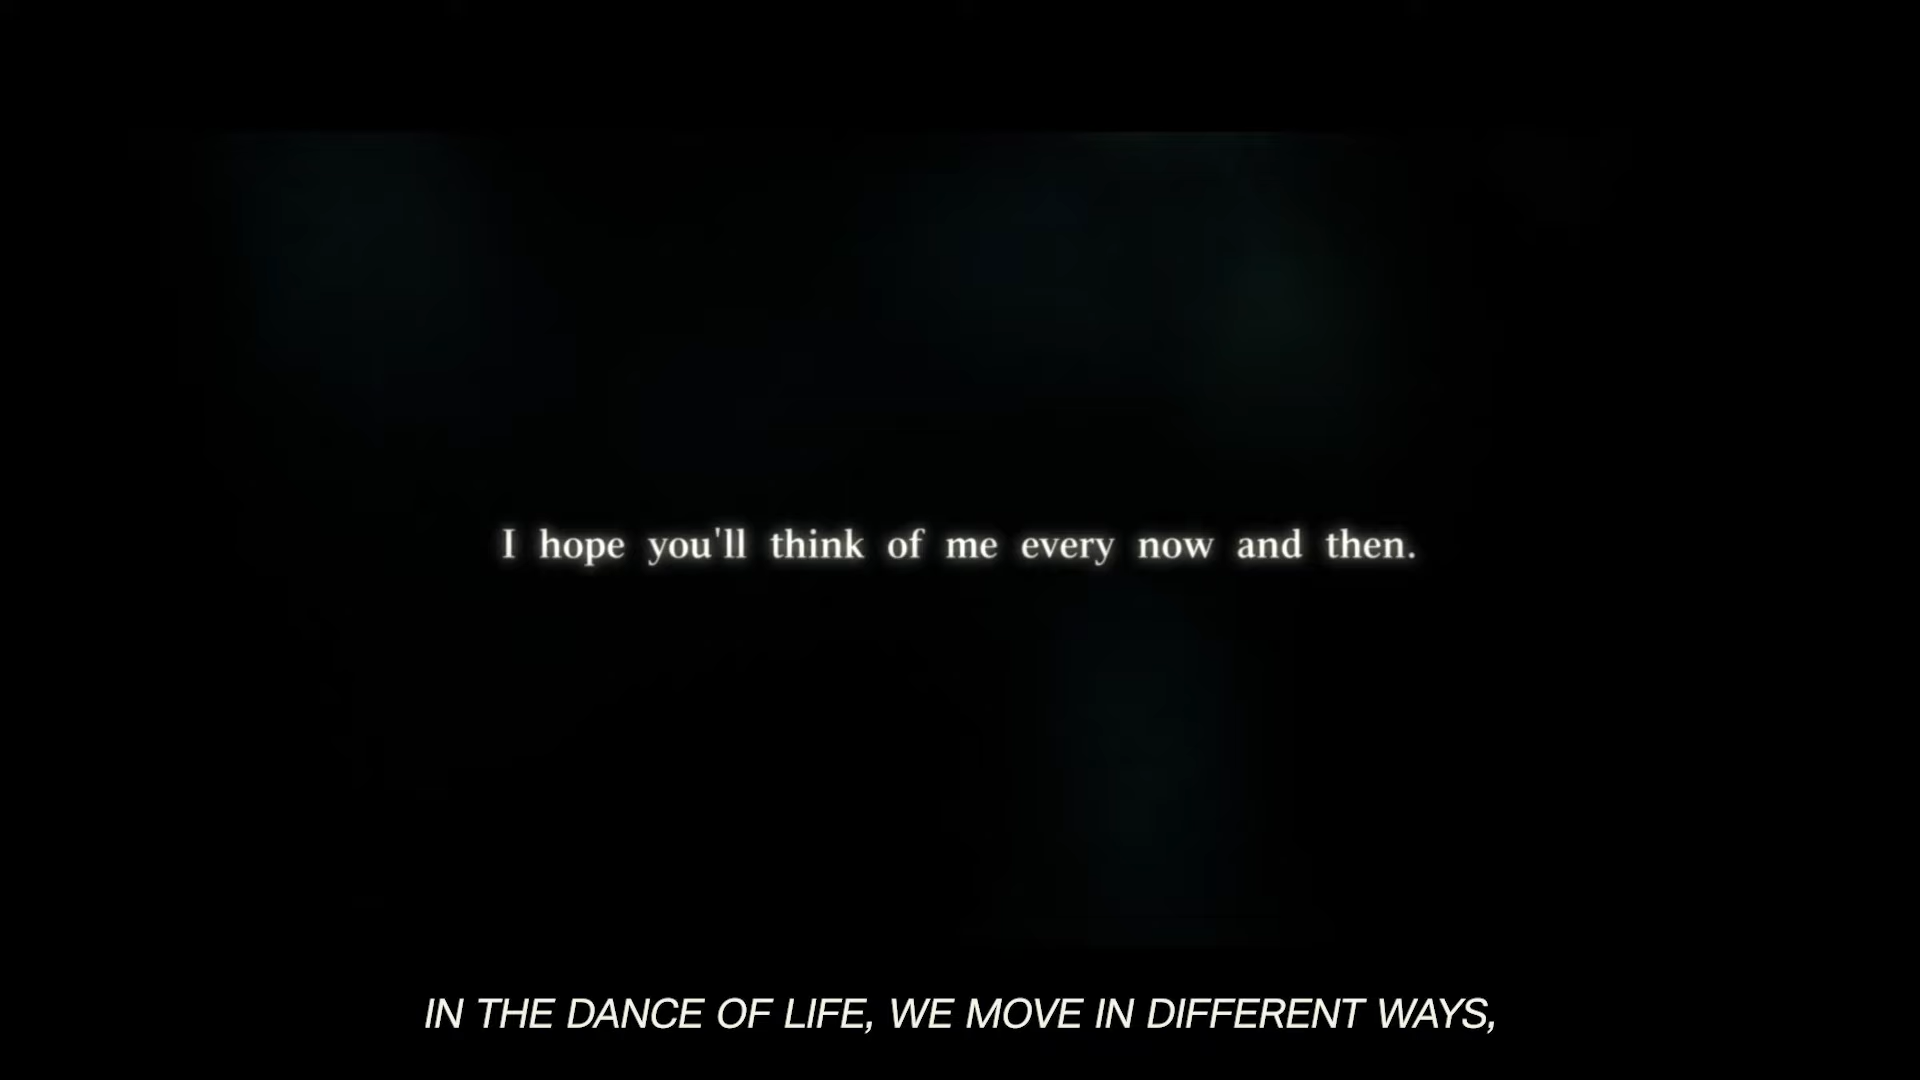 I hope you'll think of me every now and then.
IN THE DANCE OF LIFE, WE MOVE IN DIFFERENT WAYS,